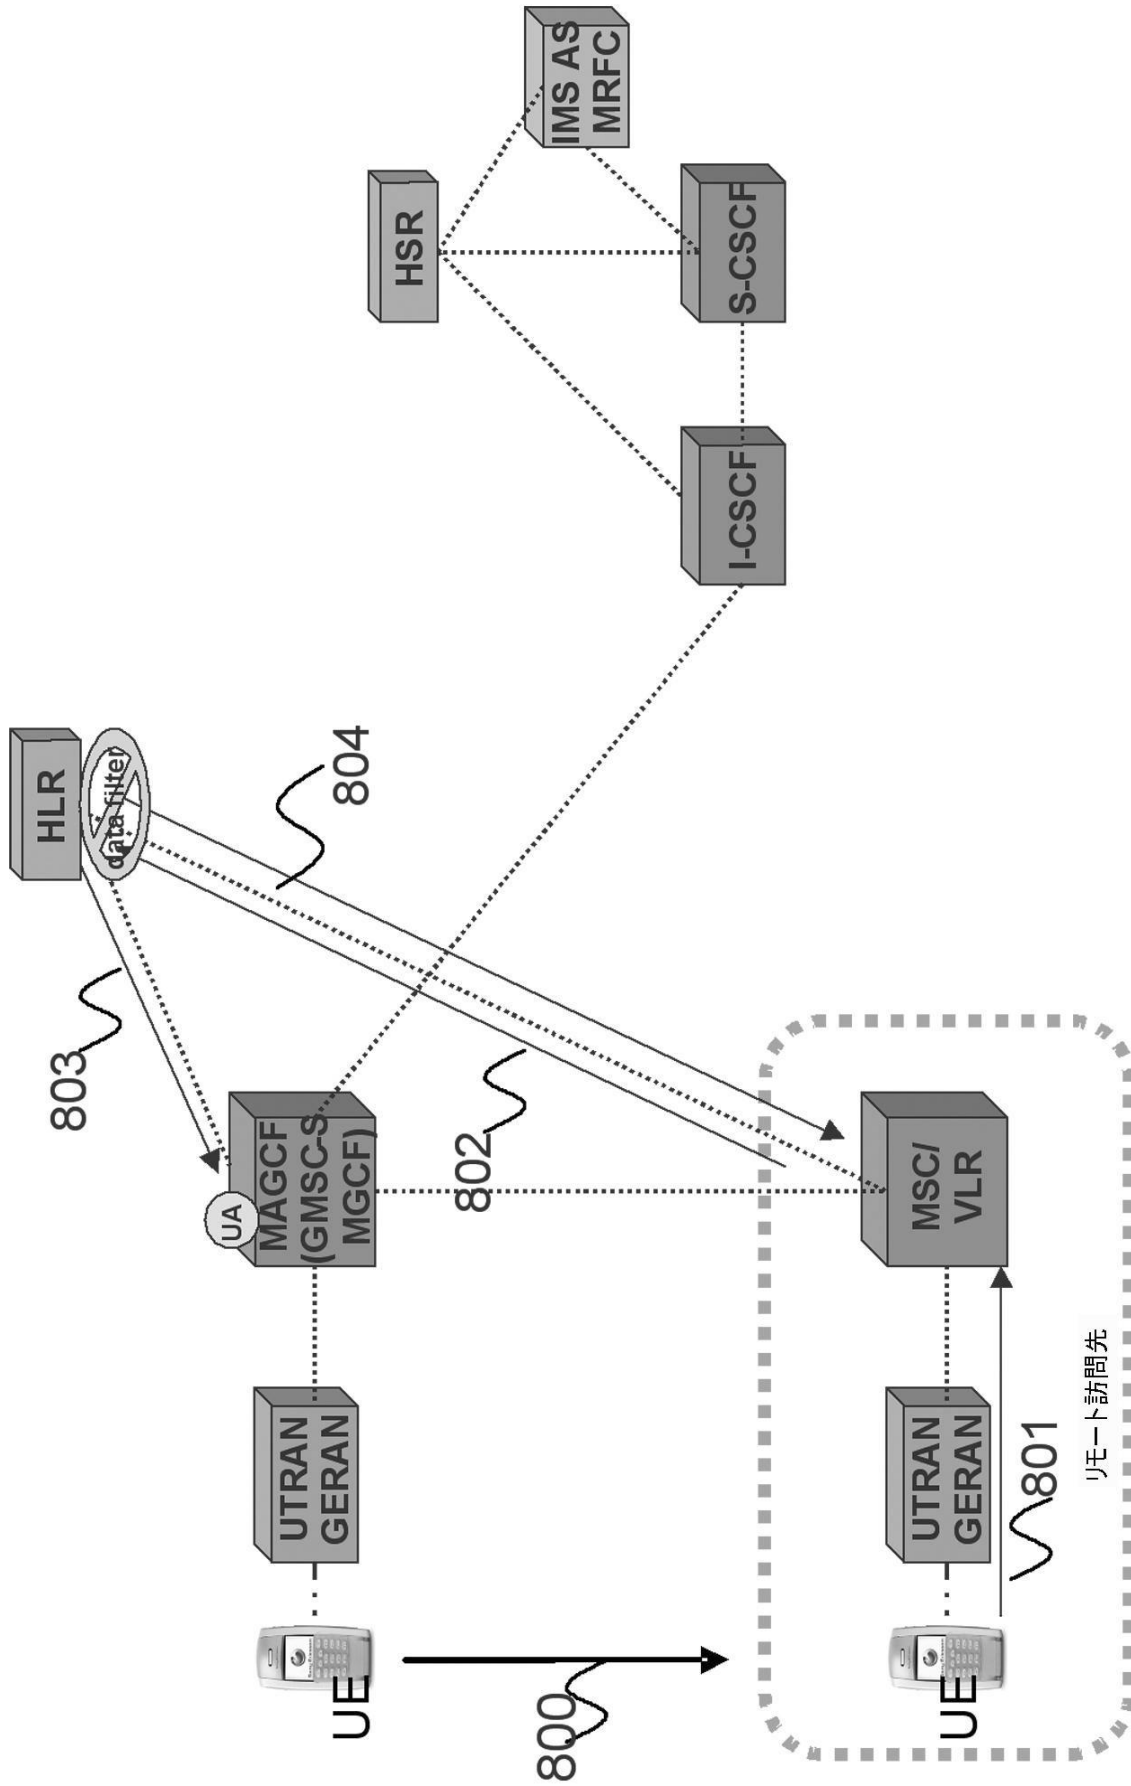 HSR
IMS AS
MRFC
S-CSCF
I-CSCF
HLR
data filter
804
803
802
UA
MAGCF
(GMSC-S
MGCF)
MSC/
VLR
UTRAN
GERAN
UTRAN
GERAN
UE
UE
800
801
リモート訪問先